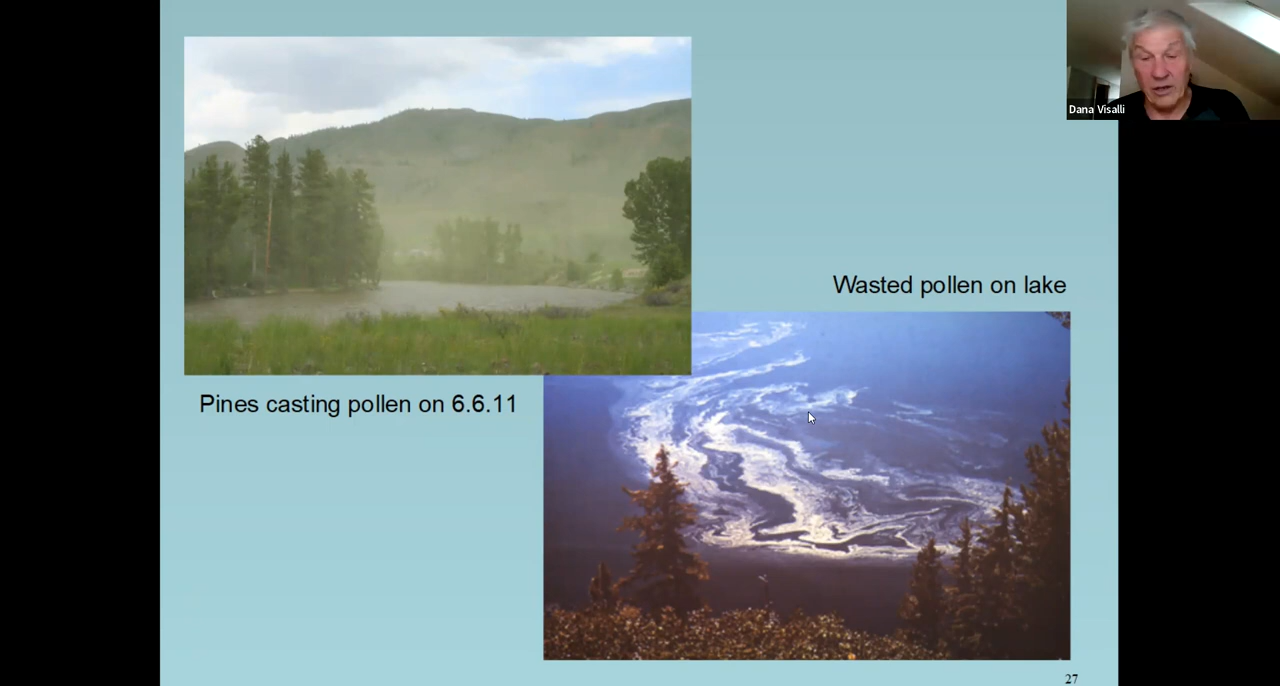 Dana Visalli
Wasted pollen on lake
Pines casting pollen on 6.6.11
27